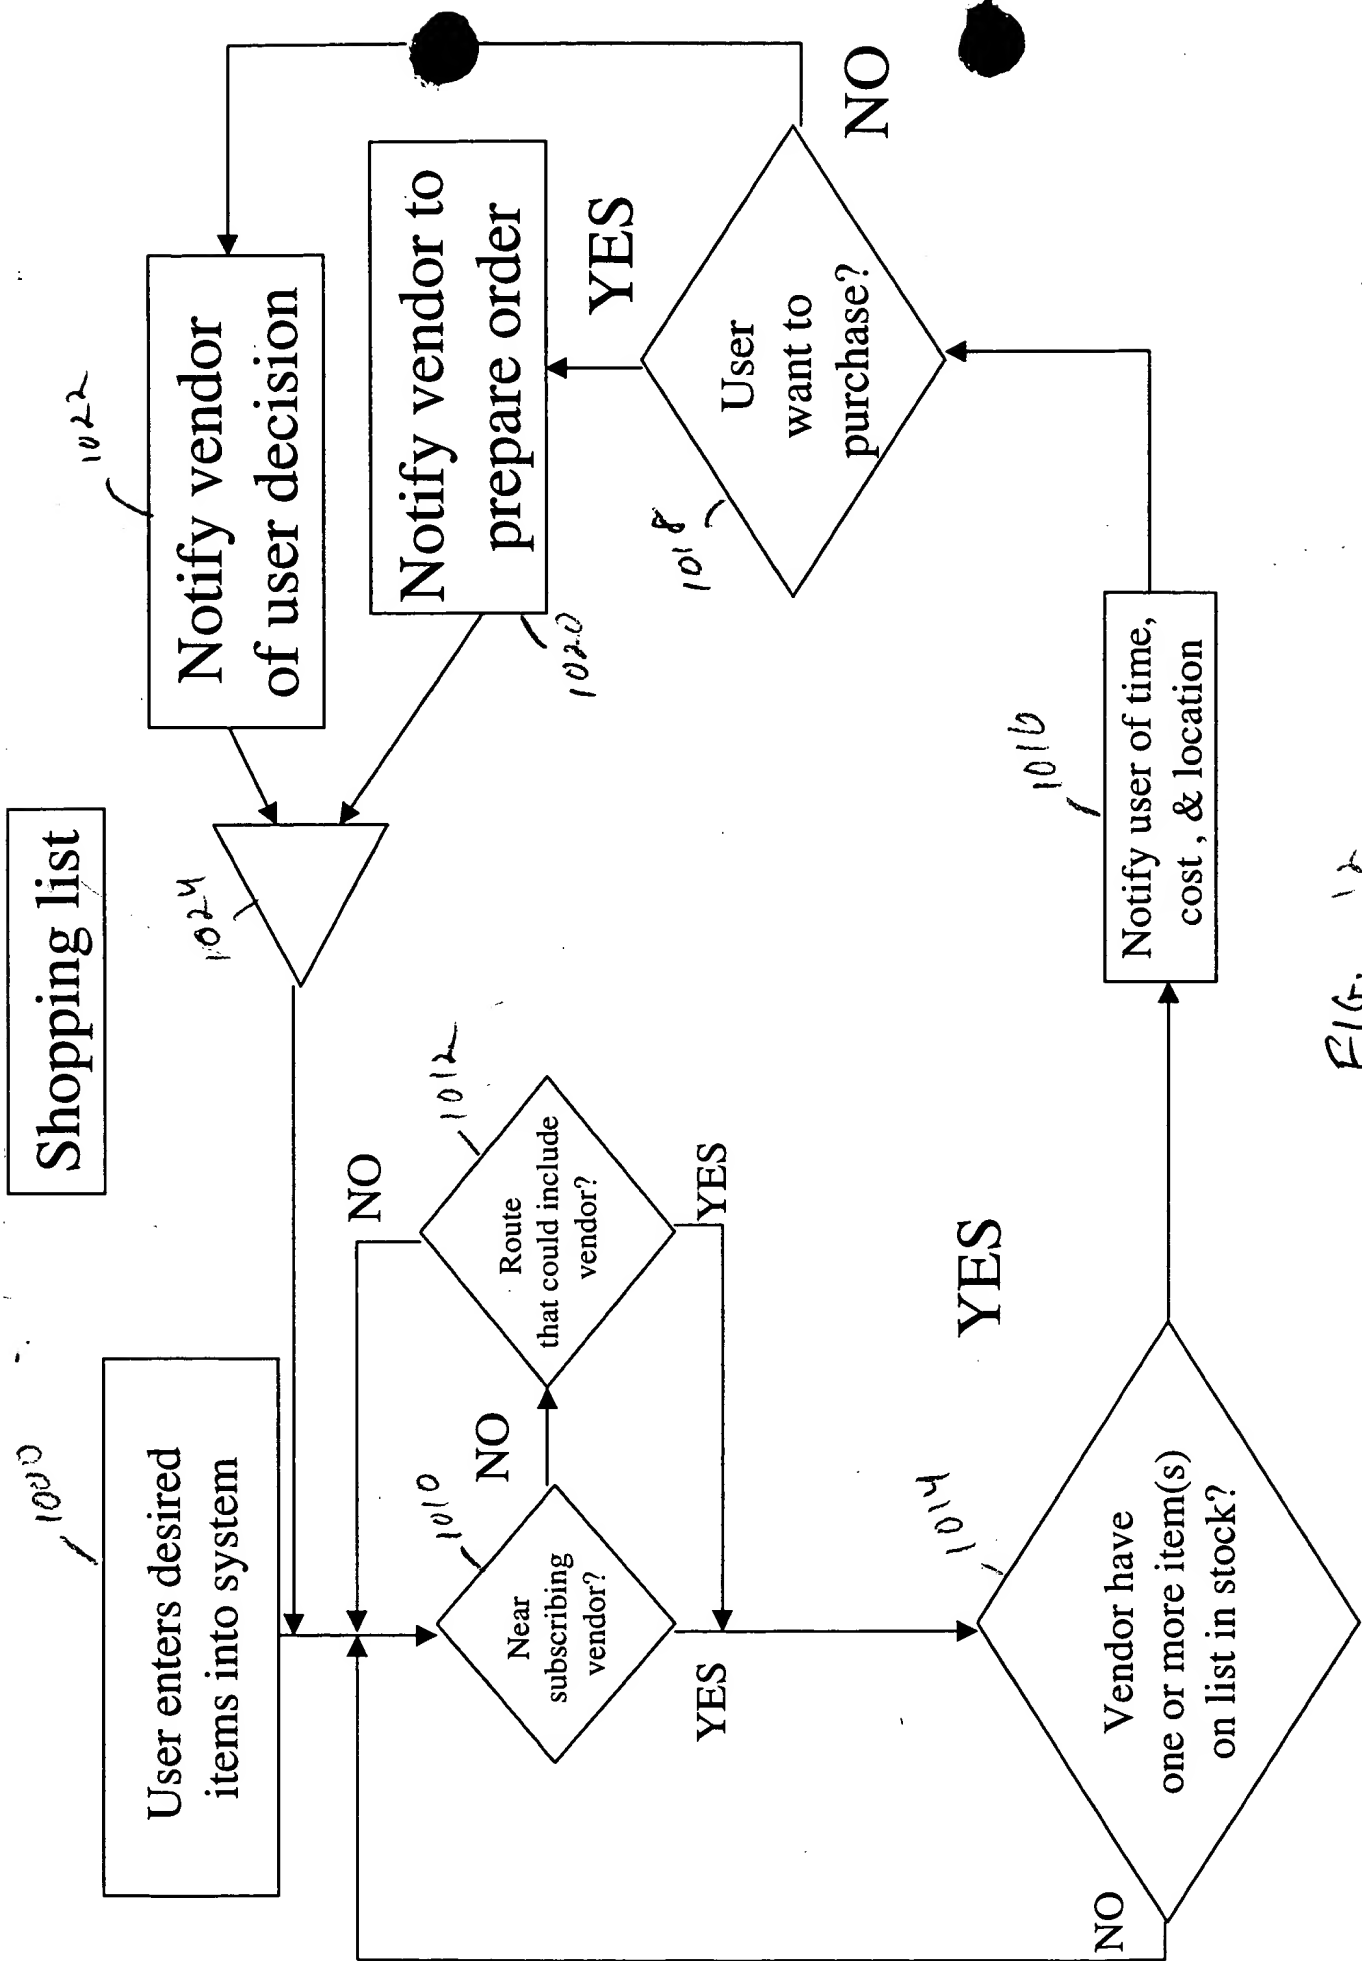 Shopping list
1000
User enters desired
items into system
1024
1022
Notify vendor
of user decision
NO
1012
Route
that could include
vendor?
YES
1010
NO
Near
subscribing
vendor?
YES
Notify vendor to
prepare order
1020
YES
1018
User
want to
purchase?
NO
1014
Vendor have
one or more item(s)
on list in stock?
YES
NO
1016
Notify user of time,
cost , & location
FIG. 12